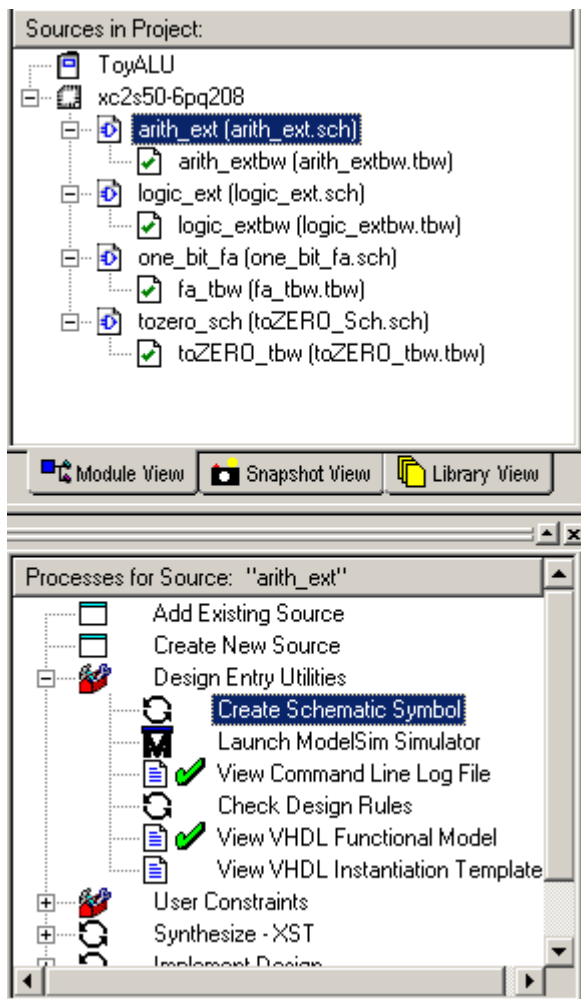 Sources in Project:
ToyALU
xc2s50-6pq208
arith_ext (arith_ext.sch)
arith_extbw (arith_extbw.tbw)
logic_ext (logic_ext.sch)
logic_extbw (logic_extbw.tbw)
one_bit_fa (one_bit_fa.sch)
fa_tbw (fa_tbw.tbw)
tozero_sch (toZERO_Sch.sch)
toZERO_tbw (toZERO_tbw.tbw)
Module View Snapshot View Library View
Processes for Source: "arith_ext"
Add Existing Source
Create New Source
Design Entry Utilities
Create Schematic Symbol
Launch ModelSim Simulator
View Command Line Log File
Check Design Rules
View VHDL Functional Model
View VHDL Instantiation Template
User Constraints
Synthesize - XST
Implement Design